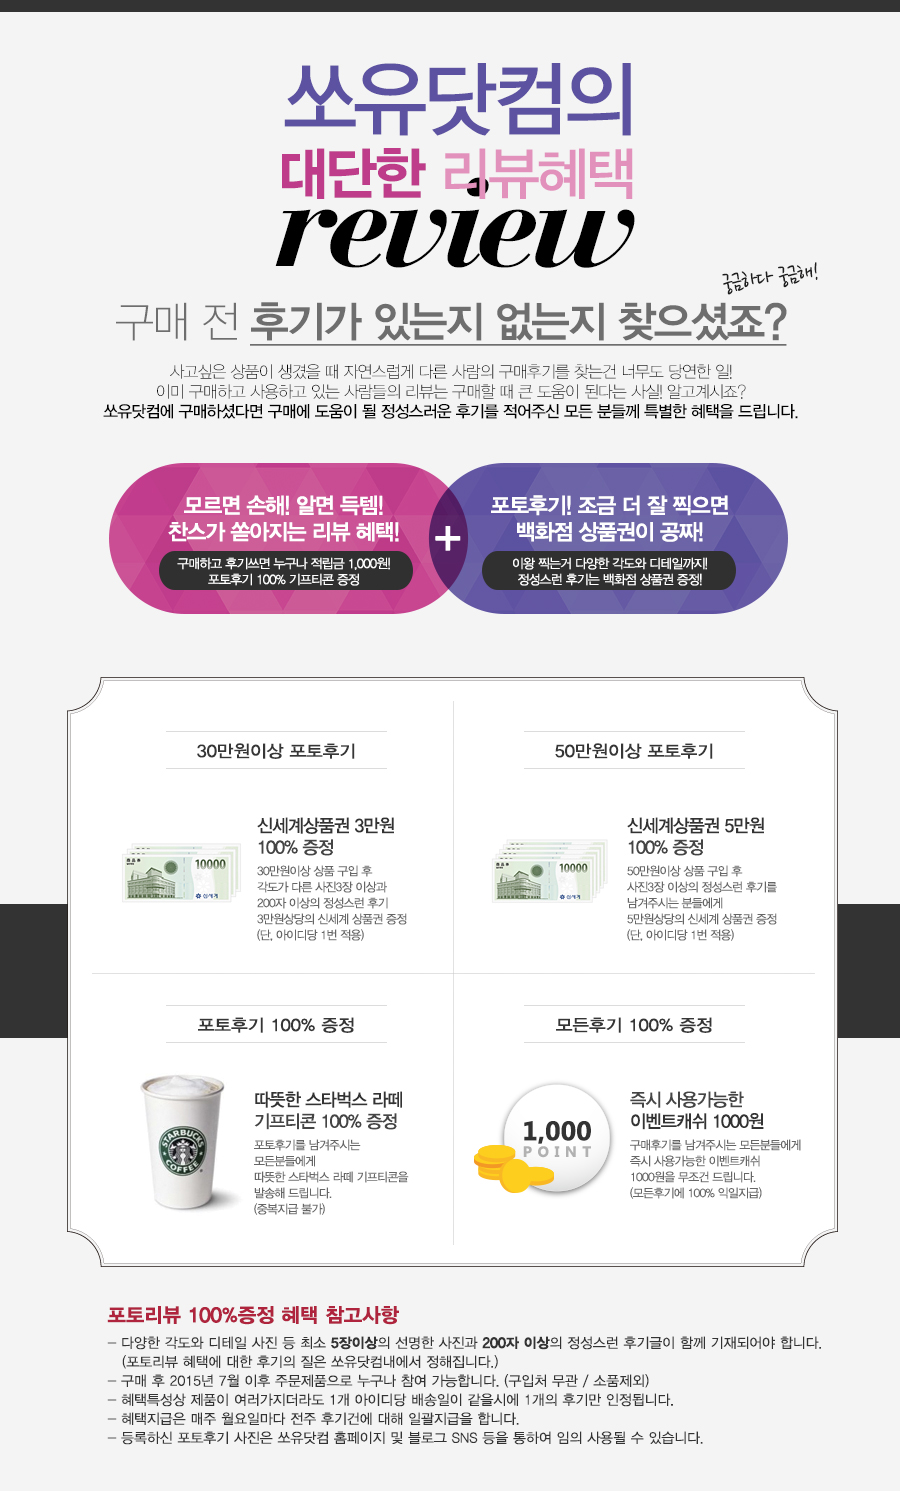 쏘유닷컴의
대단한 리뷰혜택
review
궁금하다 궁금해!
구매 전 후기가 있는지 없는지 찾으셨죠?
사고싶은 상품이 생겼을 때 자연스럽게 다른 사람의 구매후기를 찾는건 너무도 당연한 일!
이미 구매하고 사용하고 있는 사람들의 리뷰는 구매할 때 큰 도움이 된다는 사실! 알고계시죠?
쏘유닷컴에 구매하셨다면 구매에 도움이 될 정성스러운 후기를 적어주신 모든 분들께 특별한 혜택을 드립니다.
모르면 손해! 알면 득템!
찬스가 쏟아지는 리뷰 혜택!
구매하고 후기쓰면 누구나 적립금 1,000원!
포토후기 100% 기프티콘 증정
+
포토후기! 조금 더 잘 찍으면
백화점 상품권이 공짜!
이왕 찍는거 다양한 각도와 디테일까지!
정성스런 후기는 백화점 상품권 증정!
30만원이상 포토후기
10000
신세계
신세계상품권 3만원
100% 증정
30만원이상 상품 구입 후
각도가 다른 사진3장 이상과
200자 이상의 정성스런 후기
3만원상당의 신세계 상품권 증정
(단, 아이디당 1번 적용)
50만원이상 포토후기
10000
신세계
신세계상품권 5만원
100% 증정
50만원이상 상품 구입 후
사진3장 이상의 정성스런 후기를
남겨주시는 분들에게
5만원상당의 신세계 상품권 증정
(단, 아이디당 1번 적용)
포토후기 100% 증정
STARBUCKS
COFFEE
따뜻한 스타벅스 라떼
기프티콘 100% 증정
포토후기를 남겨주시는
모든분들에게
따뜻한 스타벅스 라떼 기프티콘을
발송해 드립니다.
(중복지급 불가)
모든후기 100% 증정
1,000
POINT
즉시 사용가능한
이벤트캐쉬 1000원
구매후기를 남겨주시는 모든분들에게
즉시 사용가능한 이벤트캐쉬
1000원을 무조건 드립니다.
(모든후기에 100% 익일지급)
포토리뷰 100%증정 혜택 참고사항
- 다양한 각도와 디테일 사진 등 최소 5장이상의 선명한 사진과 200자 이상의 정성스런 후기글이 함께 기재되어야 합니다.
(포토리뷰 혜택에 대한 후기의 질은 쏘유닷컴내에서 정해집니다.)
- 구매 후 2015년 7월 이후 주문제품으로 누구나 참여 가능합니다. (구입처 무관 / 소품제외)
- 혜택특성상 제품이 여러가지더라도 1개 아이디당 배송일이 같을시에 1개의 후기만 인정됩니다.
- 혜택지급은 매주 월요일마다 전주 후기건에 대해 일괄지급을 합니다.
- 등록하신 포토후기 사진은 쏘유닷컴 홈페이지 및 블로그 SNS 등을 통하여 임의 사용될 수 있습니다.